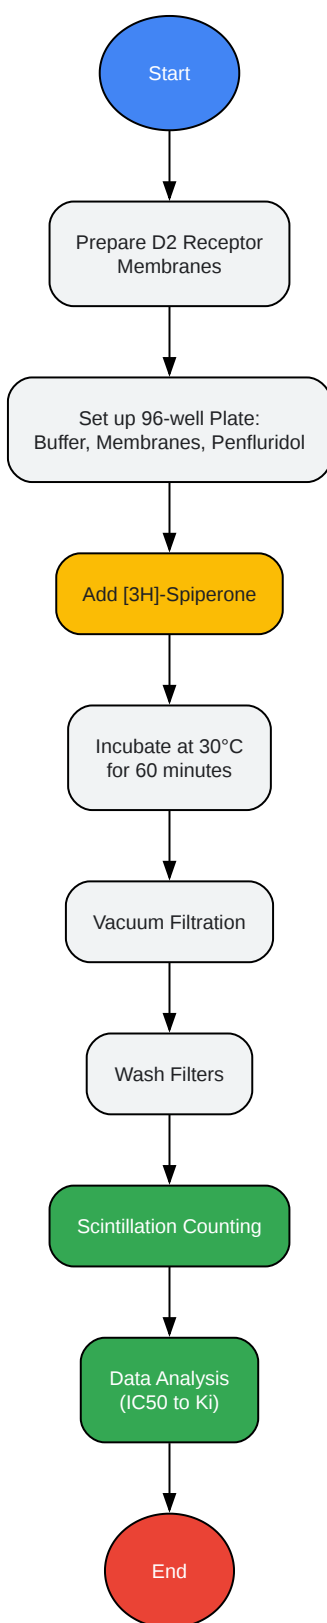 Start
Prepare D2 Receptor
Membranes
Set up 96-well Plate:
Buffer, Membranes, Penfluridol
Add [3H]-Spiperone
Incubate at 30°C
for 60 minutes
Vacuum Filtration
Wash Filters
Scintillation Counting
Data Analysis
(IC50 to Ki)
End